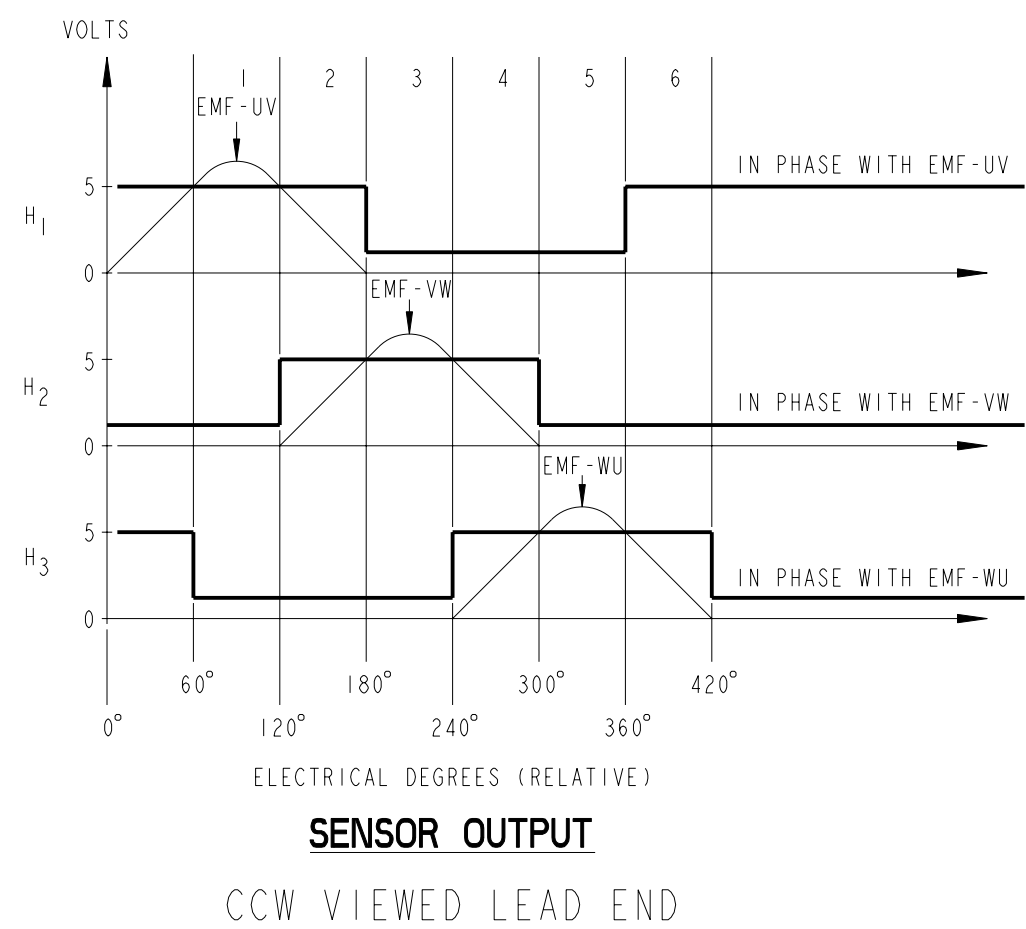 VOLTS
1 2 3 4 5 6
EMF-UV
IN PHASE WITH EMF-UV
5
H1
0
EMF-VW
5
H2
IN PHASE WITH EMF-VW
0
EMF-WU
5
H3
IN PHASE WITH EMF-WU
0
60° 180° 300° 420°
0° 120° 240° 360°
ELECTRICAL DEGREES (RELATIVE)
SENSOR OUTPUT
CCW VIEWED LEAD END